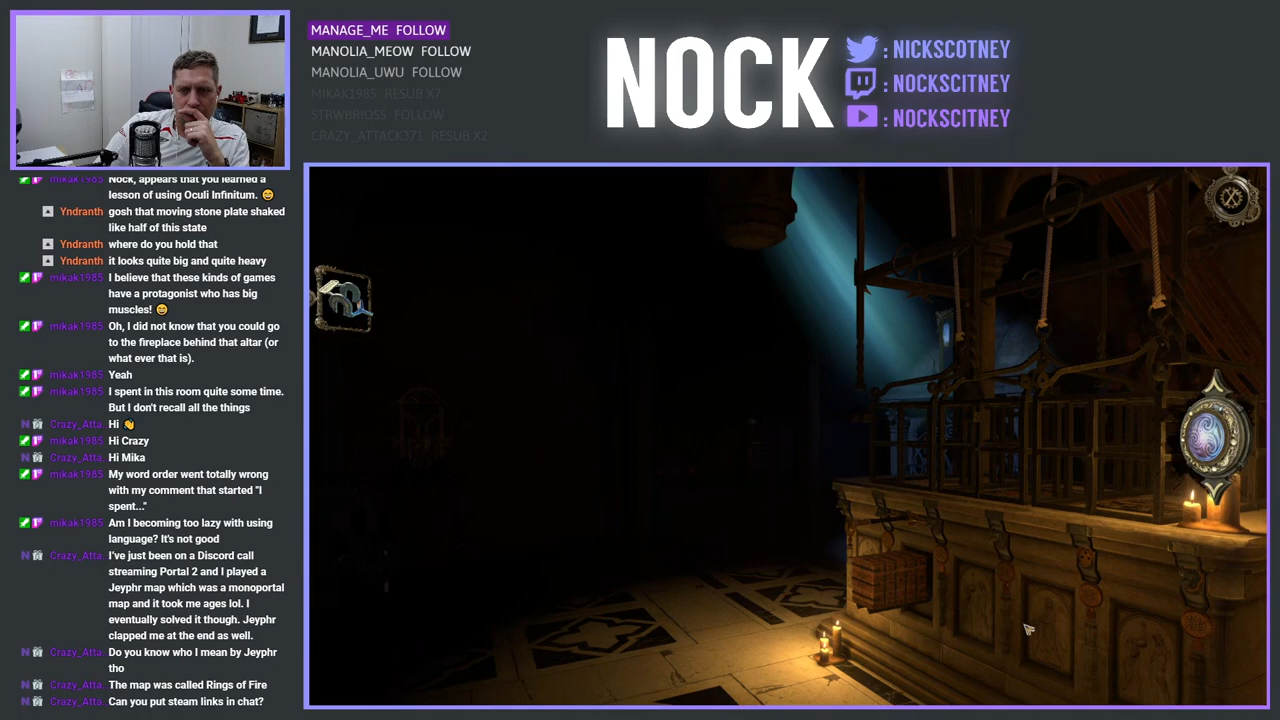 MANAGE_ME FOLLOW
MANOLIA_MEOW FOLLOW
MANOLIA_UWU FOLLOW
MIKAK1985 RESUB X7
STRWBRIOS5 FOLLOW
CRAZY_ATTACK371 RESUB X2
NOCK
: NICKSCOTNEY
: NOCKSCITNEY
: NOCKSCITNEY
mikak1985 Nock, appears that you learned a
lesson of using Oculi Infinitum. 😄
Yndranth gosh that moving stone plate shaked
like half of this state
Yndranth where do you hold that
Yndranth it looks quite big and quite heavy
mikak1985 I believe that these kinds of games
have a protagonist who has big
muscles! 😄
mikak1985 Oh, I did not know that you could go
to the fireplace behind that altar (or
what ever that is).
mikak1985 Yeah
mikak1985 I spent in this room quite some time.
But I don't recall all the things
Crazy_Atta. Hi 👋
mikak1985 Hi Crazy
Crazy_Atta. Hi Mika
mikak1985 My word order went totally wrong
with my comment that started "I
spent..."
mikak1985 Am I becoming too lazy with using
language? It's not good
Crazy_Atta. I've just been on a Discord call
streaming Portal 2 and I played a
Jeyphr map which was a monoportal
map and it took me ages lol. I
eventually solved it though. Jeyphr
clapped me at the end as well.
Crazy_Atta. Do you know who I mean by Jeyphr
tho
Crazy_Atta. The map was called Rings of Fire
Crazy_Atta. Can you put steam links in chat?